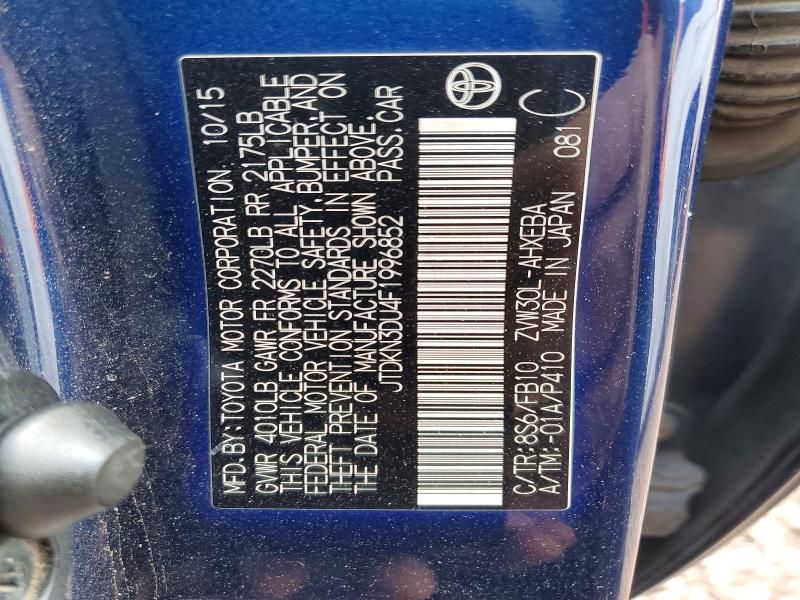 MFD.BY:TOYOTA MOTOR CORPORATION 10/15
GVWR 4010LB GAWR FR 2270LB RR 2175LB
THIS VEHICLE CONFORMS TO ALL APPLICABLE
FEDERAL MOTOR VEHICLE SAFETY,BUMPER,AND
THEFT PREVENTION STANDARDS IN EFFECT ON
THE DATE OF MANUFACTURE SHOWN ABOVE.
JTDKN3DU4F1996852 PASS.CAR
C/TR:8S6/FB10 ZVW30L-AHXEBA
A/TM:-01A/P410 MADE IN JAPAN 081 C